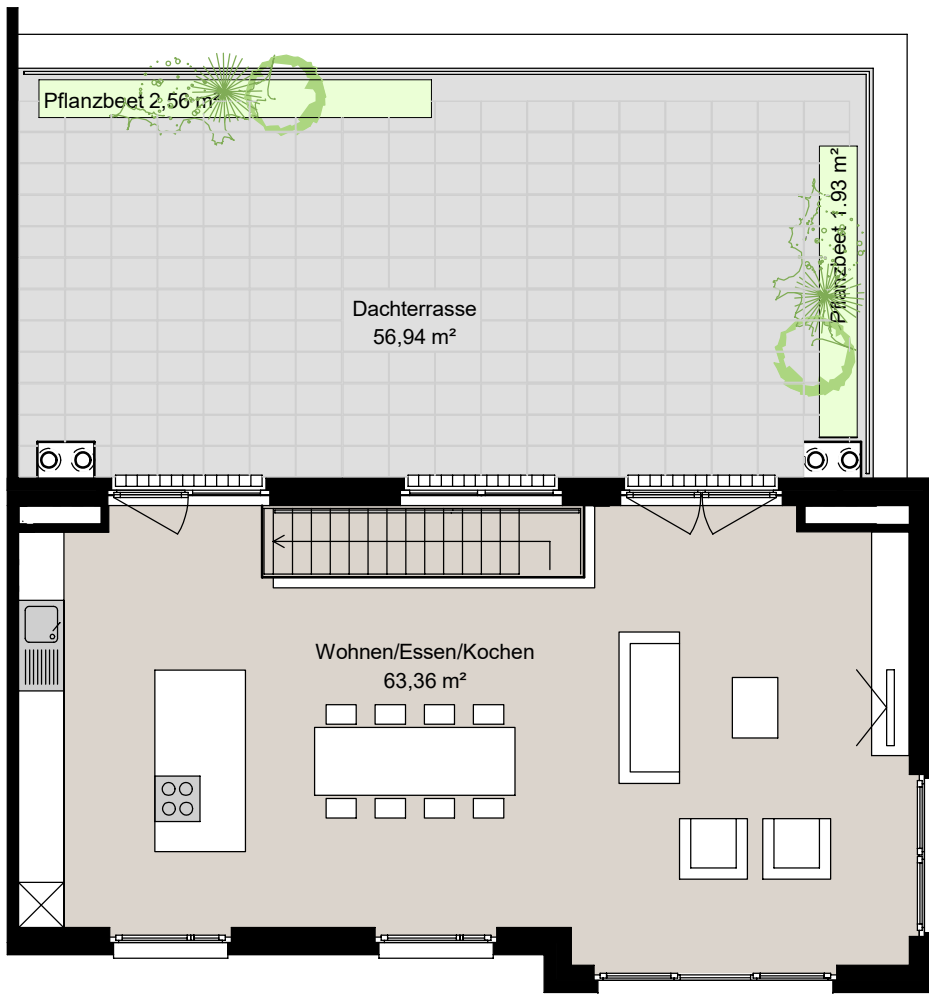 Pflanzbeet 2,56 m²
Pflanzbeet 1.93 m²
Dachterrasse
56,94 m²
Wohnen/Essen/Kochen
63,36 m²